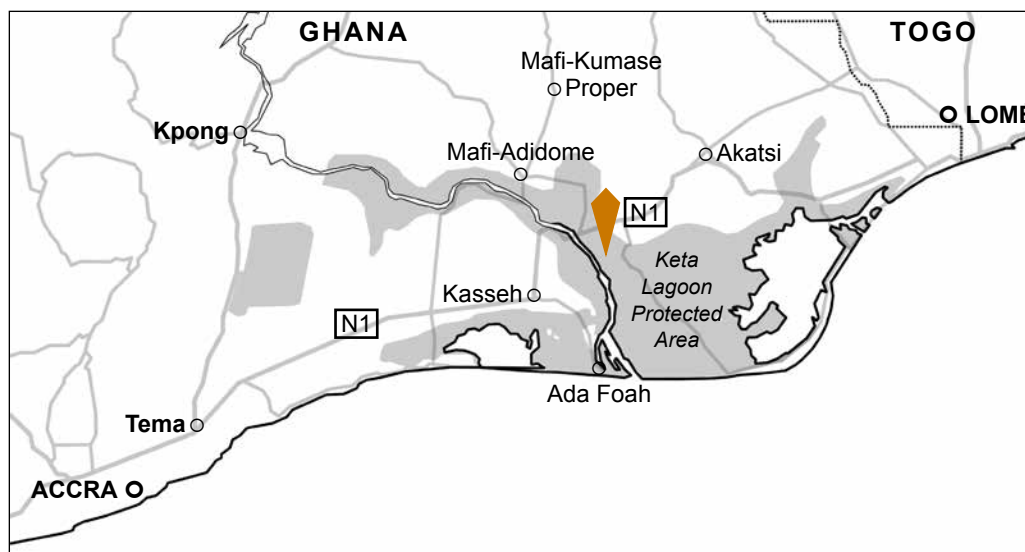 GHANA
TOGO
Mafi-Kumase
Proper
LOME
Kpong
Mafi-Adidome
Akatsi
N1
Keta
Lagoon
Protected
Area
Kasseh
N1
Ada Foah
Tema
ACCRA